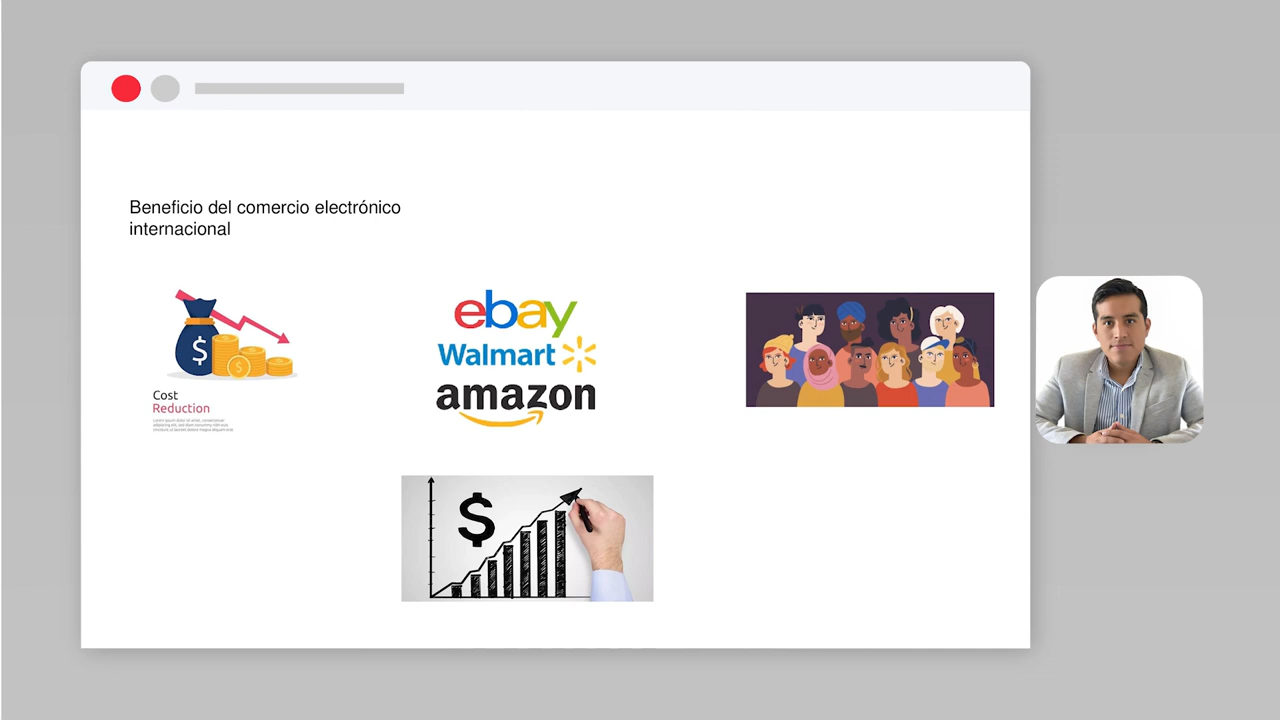 Beneficio del comercio electrónico
internacional
$
$
Cost
Reduction
ebay
Walmart
amazon
$